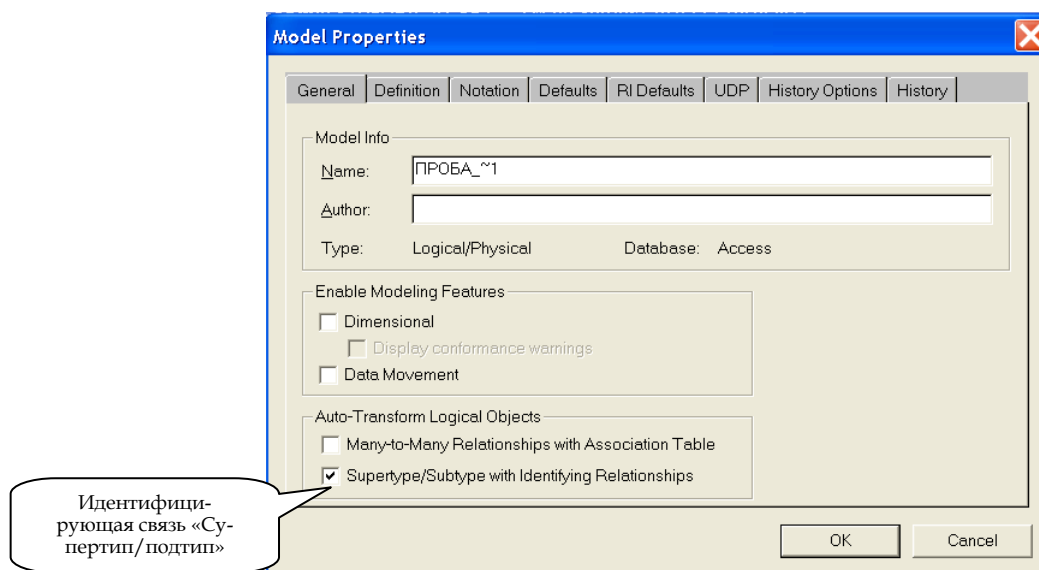 Model Properties
General Definition Notation Defaults RI Defaults UDP History Options History
Model Info
Name: ПРОБА_~1
Author:
Type: Logical/Physical Database: Access
Enable Modeling Features
Dimensional
Display conformance warnings
Data Movement
Auto-Transform Logical Objects
Many-to-Many Relationships with Association Table
Supertype/Subtype with Identifying Relationships
Идентифици-
рующая связь «Су-
пертип/подтип»
OK Cancel